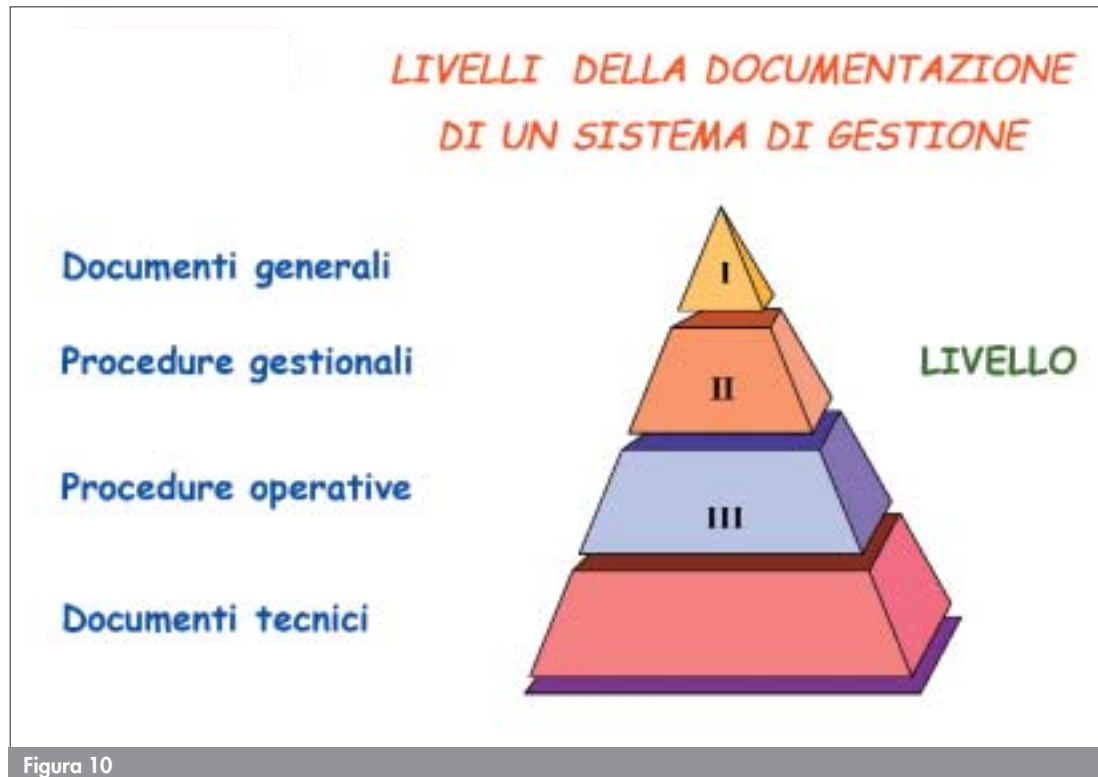 LIVELLI DELLA DOCUMENTAZIONE
DI UN SISTEMA DI GESTIONE
Documenti generali
I
Procedure gestionali
II
LIVELLO
Procedure operative
III
Documenti tecnici
Figura 10